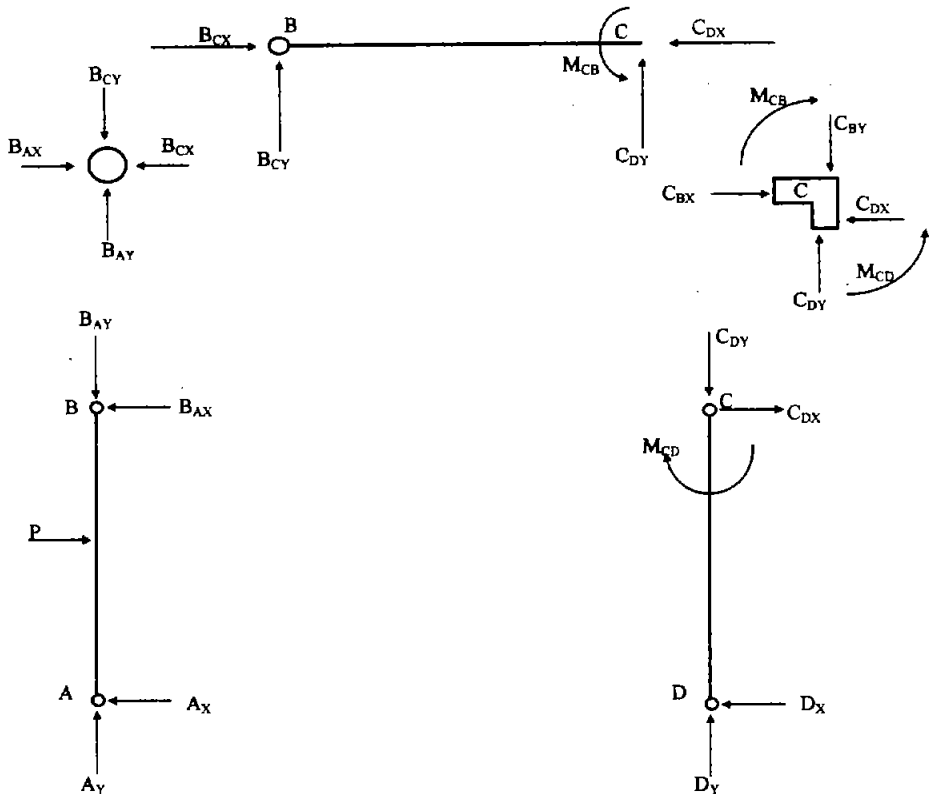 B C C_DX
B_CX
M_CB
B_CY
M_CB
C_BY
B_AX B_CX
B_CY C_DY
C_BX C
C_DX
B_AY
M_CD
C_DY
B_AY
C_DY
B B_AX
C
C_DX
M_CD
P
A A_X
D D_X
A_Y
D_Y